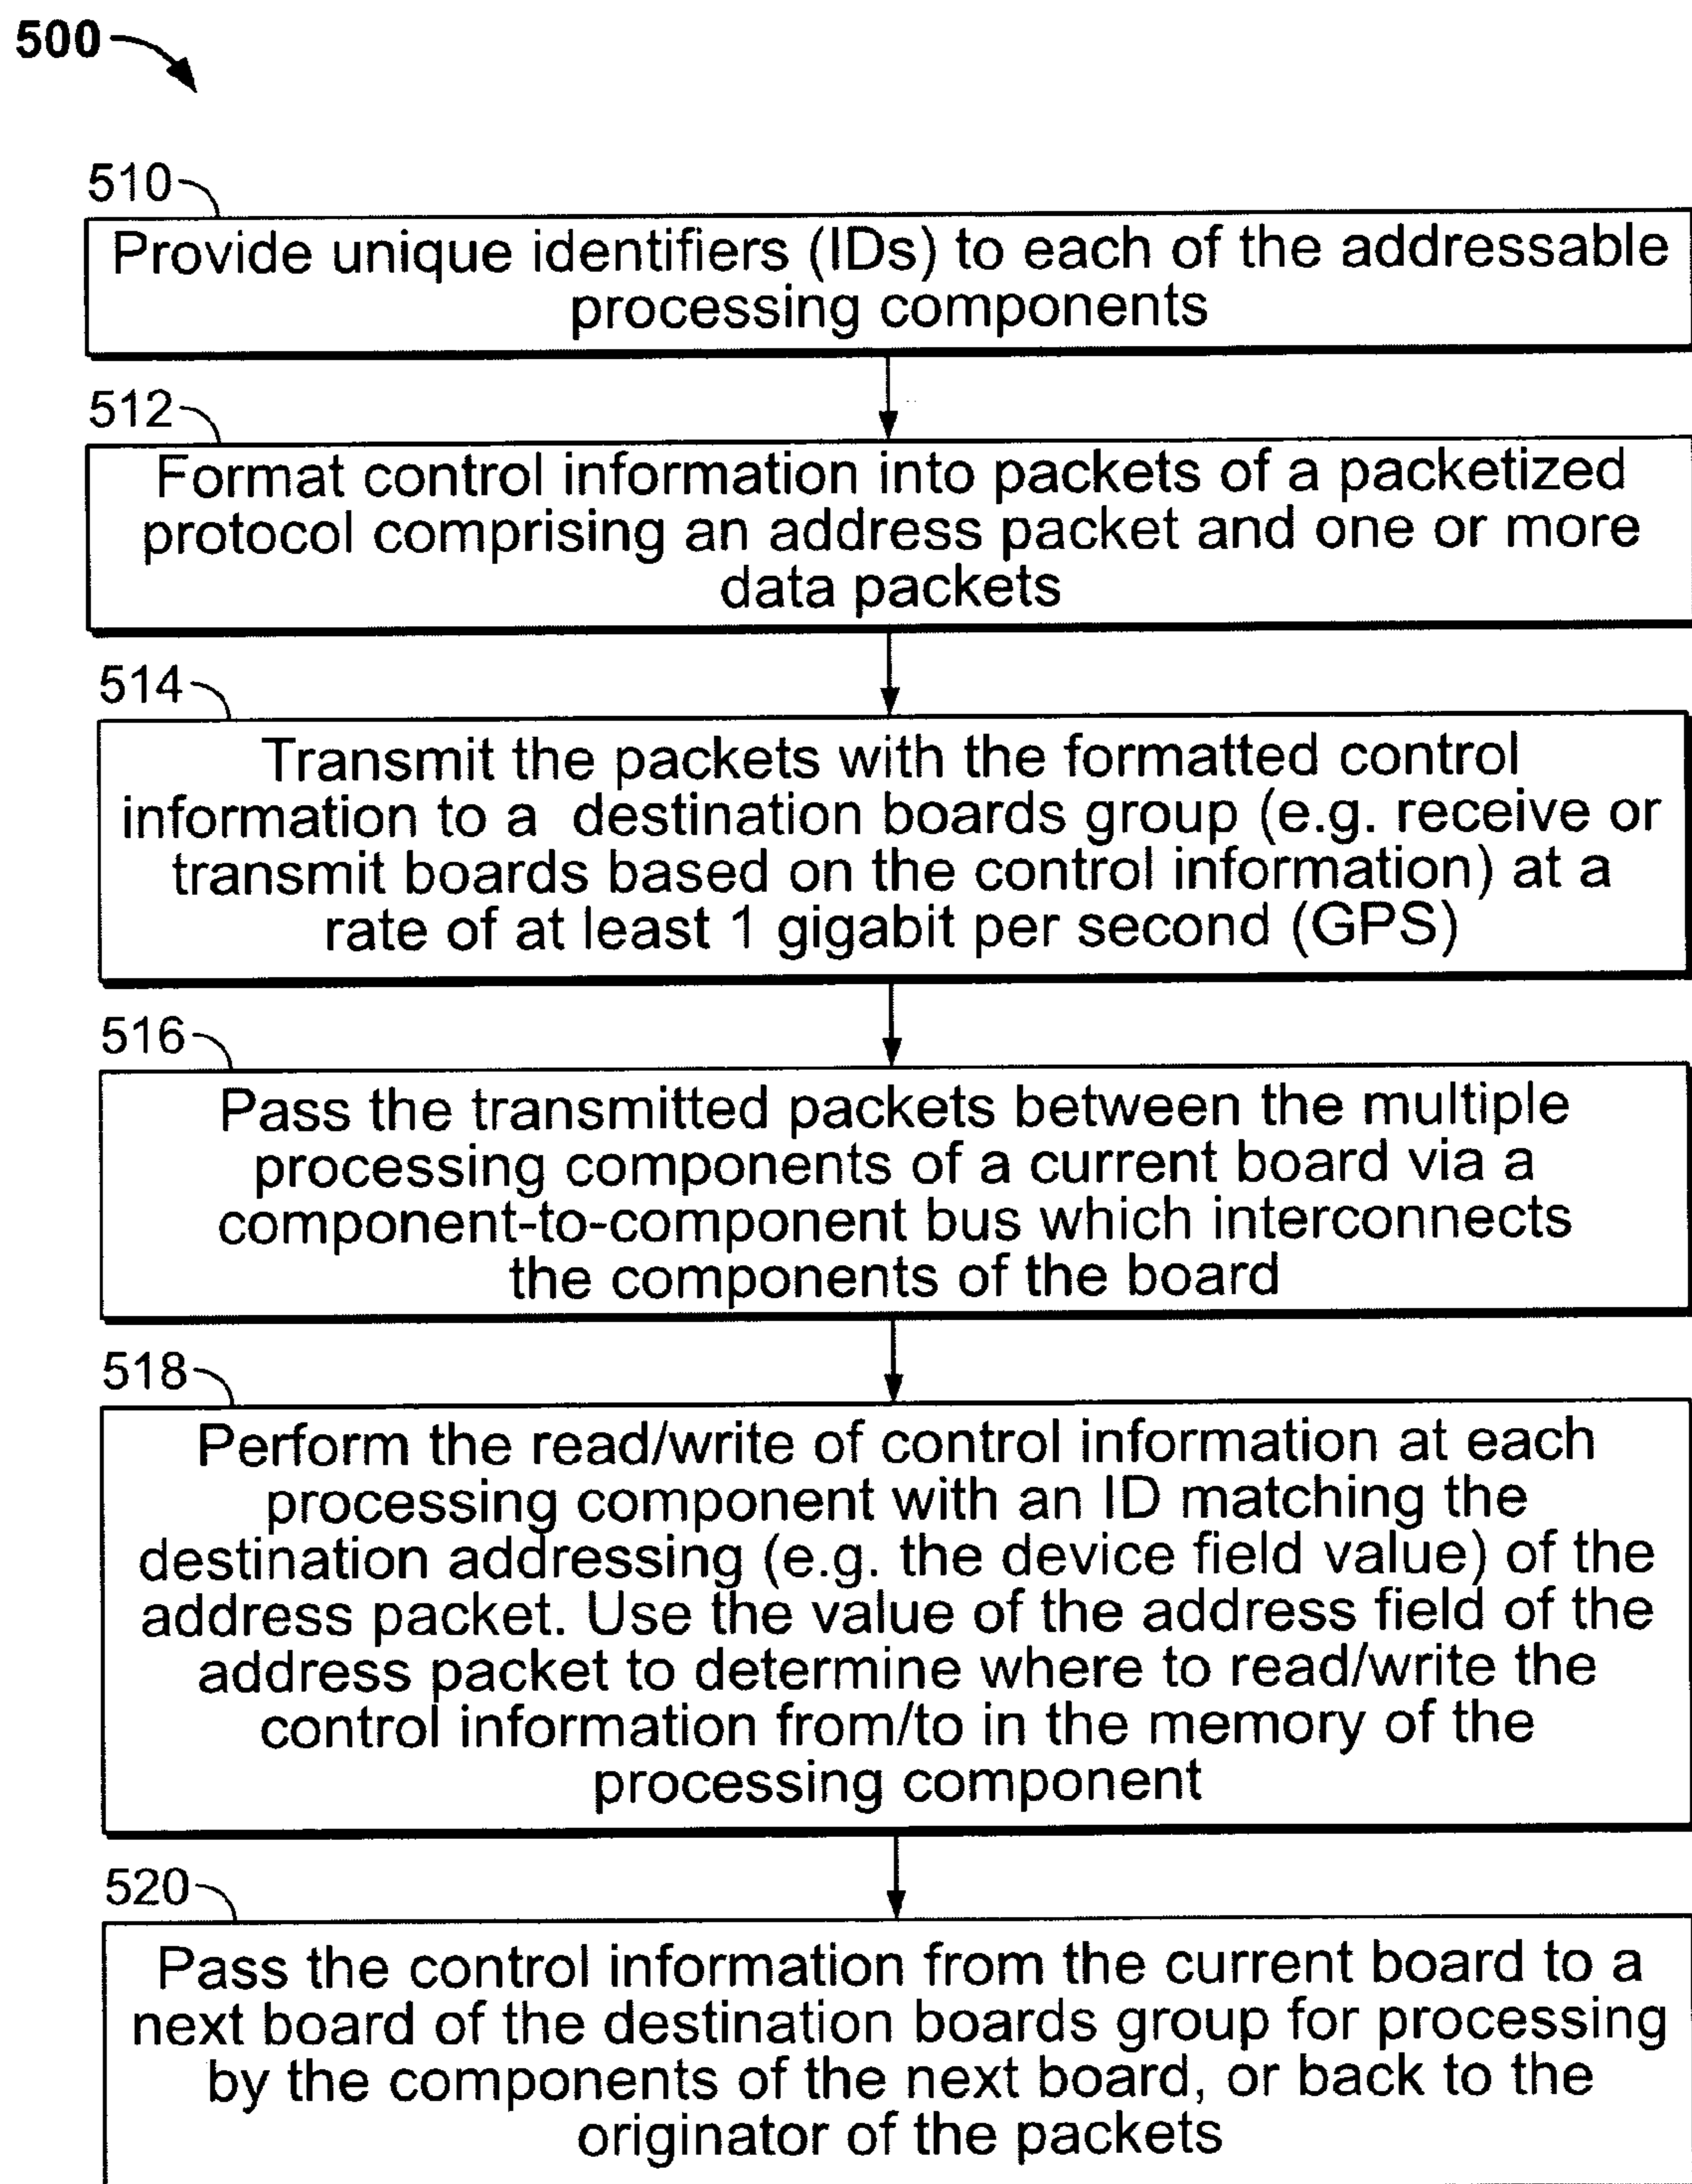 500
510
Provide unique identifiers (IDs) to each of the addressable
processing components
512
Format control information into packets of a packetized
protocol comprising an address packet and one or more
data packets
514
Transmit the packets with the formatted control
information to a destination boards group (e.g. receive or
transmit boards based on the control information) at a
rate of at least 1 gigabit per second (GPS)
516
Pass the transmitted packets between the multiple
processing components of a current board via a
component-to-component bus which interconnects
the components of the board
518
Perform the read/write of control information at each
processing component with an ID matching the
destination addressing (e.g. the device field value) of the
address packet. Use the value of the address field of the
address packet to determine where to read/write the
control information from/to in the memory of the
processing component
520
Pass the control information from the current board to a
next board of the destination boards group for processing
by the components of the next board, or back to the
originator of the packets